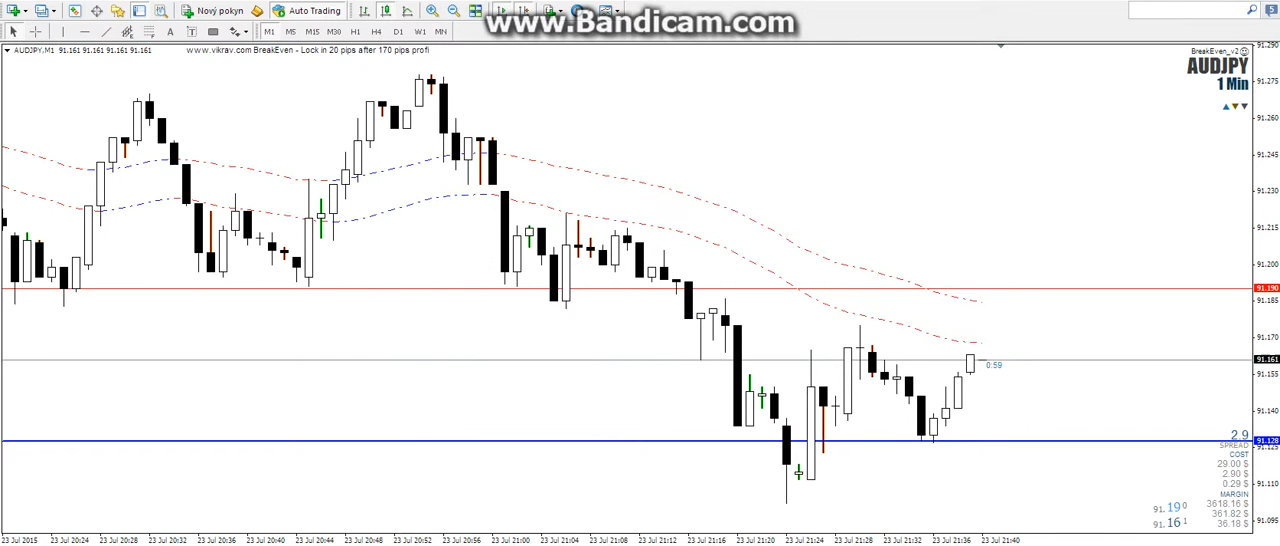 www.Bandicam.com
Nový pokyn
Auto Trading
5
A
T
M1 M5 M15 M30 H1 H4 D1 W1 MN
AUDJPY,M1 91.161 91.161 91.161 91.161
www.vikrav.com BreakEven - Lock in 20 pips after 170 pips profi
BreakEven_v2
AUDJPY
1 Min
91.290
91.275
91.260
91.245
91.230
91.215
91.200
91.190
91.170
91.161
0:59
91.155
91.140
2.9
91.128
91.125
SPREAD
COST
29.00 $
2.90 $
0.29 $
91.110
MARGIN
3618.16 $
361.82 $
36.18 $
91.19 0
91.16 1
91.095
23 Jul 2015 23 Jul 20:24 23 Jul 20:28 23 Jul 20:32 23 Jul 20:36 23 Jul 20:40 23 Jul 20:44 23 Jul 20:48 23 Jul 20:52 23 Jul 20:56 23 Jul 21:00 23 Jul 21:04 23 Jul 21:08 23 Jul 21:12 23 Jul 21:16 23 Jul 21:20 23 Jul 21:24 23 Jul 21:28 23 Jul 21:32 23 Jul 21:36 23 Jul 21:40